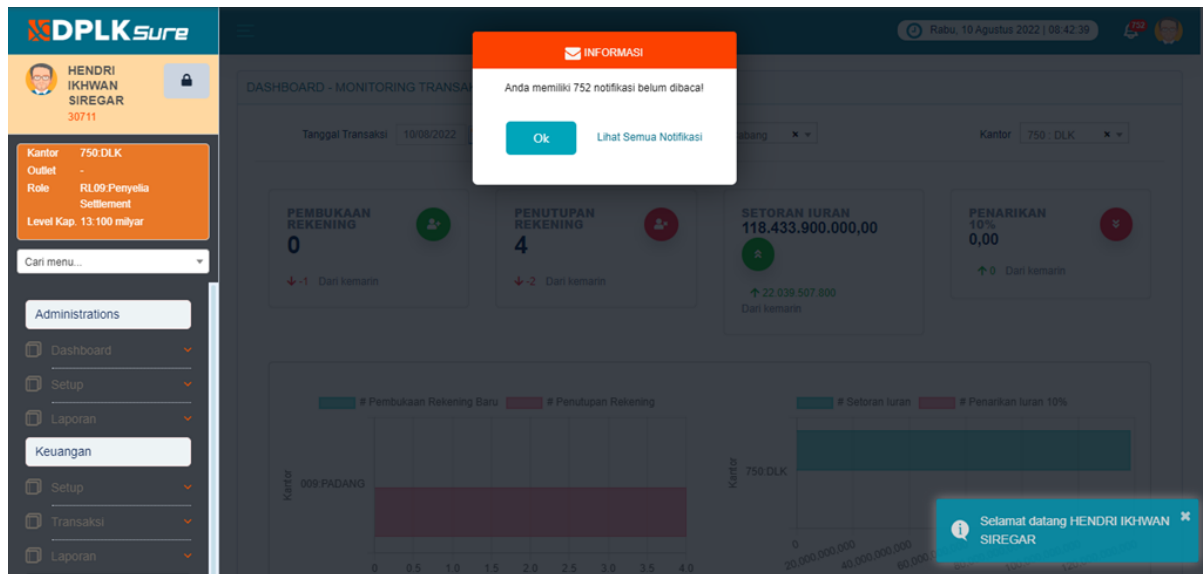 DPLKsure
Rabu, 10 Agustus 2022 | 08:42:39
752
HENDRI
IKHWAN
SIREGAR
30711
Kantor 750:DLK
Outlet -
Role RL09:Penyelia
Settlement
Level Kap. 13:100 milyar
Cari menu...
Administrations
Dashboard
Setup
Laporan
Keuangan
Setup
Transaksi
Laporan
INFORMASI
Anda memiliki 752 notifikasi belum dibaca!
Ok Lihat Semua Notifikasi
DASHBOARD - MONITORING TRANSA
Tanggal Transaksi 10/08/2022
abang
Kantor 750 : DLK
PEMBUKAAN
REKENING
0
-1 Dari kemarin
PENUTUPAN
REKENING
4
-2 Dari kemarin
SETORAN IURAN
118.433.900.000,00
22.039.507.800
Dari kemarin
PENARIKAN
10%
0,00
0 Dari kemarin
# Pembukaan Rekening Baru # Penutupan Rekening
Kantor
009:PADANG
0 0.5 1.0 1.5 2.0 2.5 3.0 3.5 4.0
# Setoran Iuran # Penarikan Iuran 10%
Kantor
750:DLK
0
20,000,000,000
40,000,000,000
Selamat datang HENDRI IKHWAN
SIREGAR